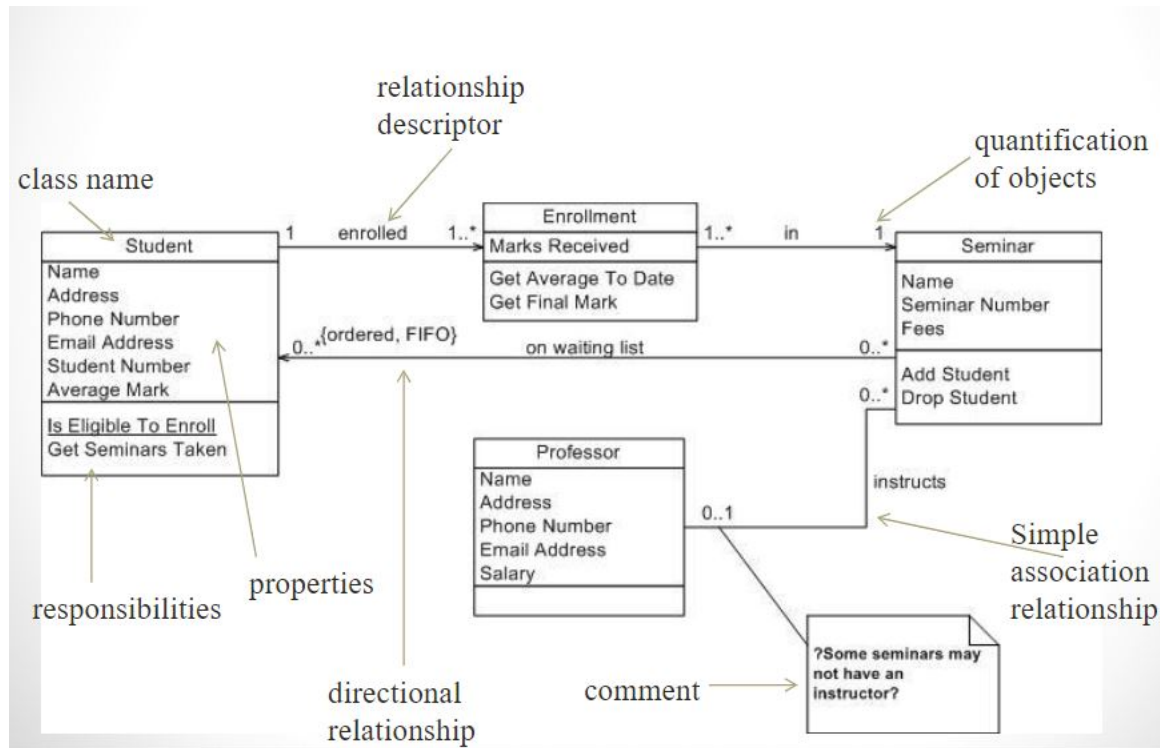 relationship
descriptor
quantification
of objects
class name
Enrollment
1 enrolled 1..*
Marks Received
1..* in 1
Get Average To Date
Get Final Mark
Student
Name
Address
Phone Number
Email Address
Student Number
Average Mark
Is Eligible To Enroll
Get Seminars Taken
Seminar
Name
Seminar Number
Fees
Add Student
Drop Student
0..* {ordered, FIFO} on waiting list 0..*
0..*
Professor
Name
Address
Phone Number
Email Address
Salary
0..1
instructs
Simple
association
relationship
properties
responsibilities
directional
relationship
comment
?Some seminars may
not have an
instructor?